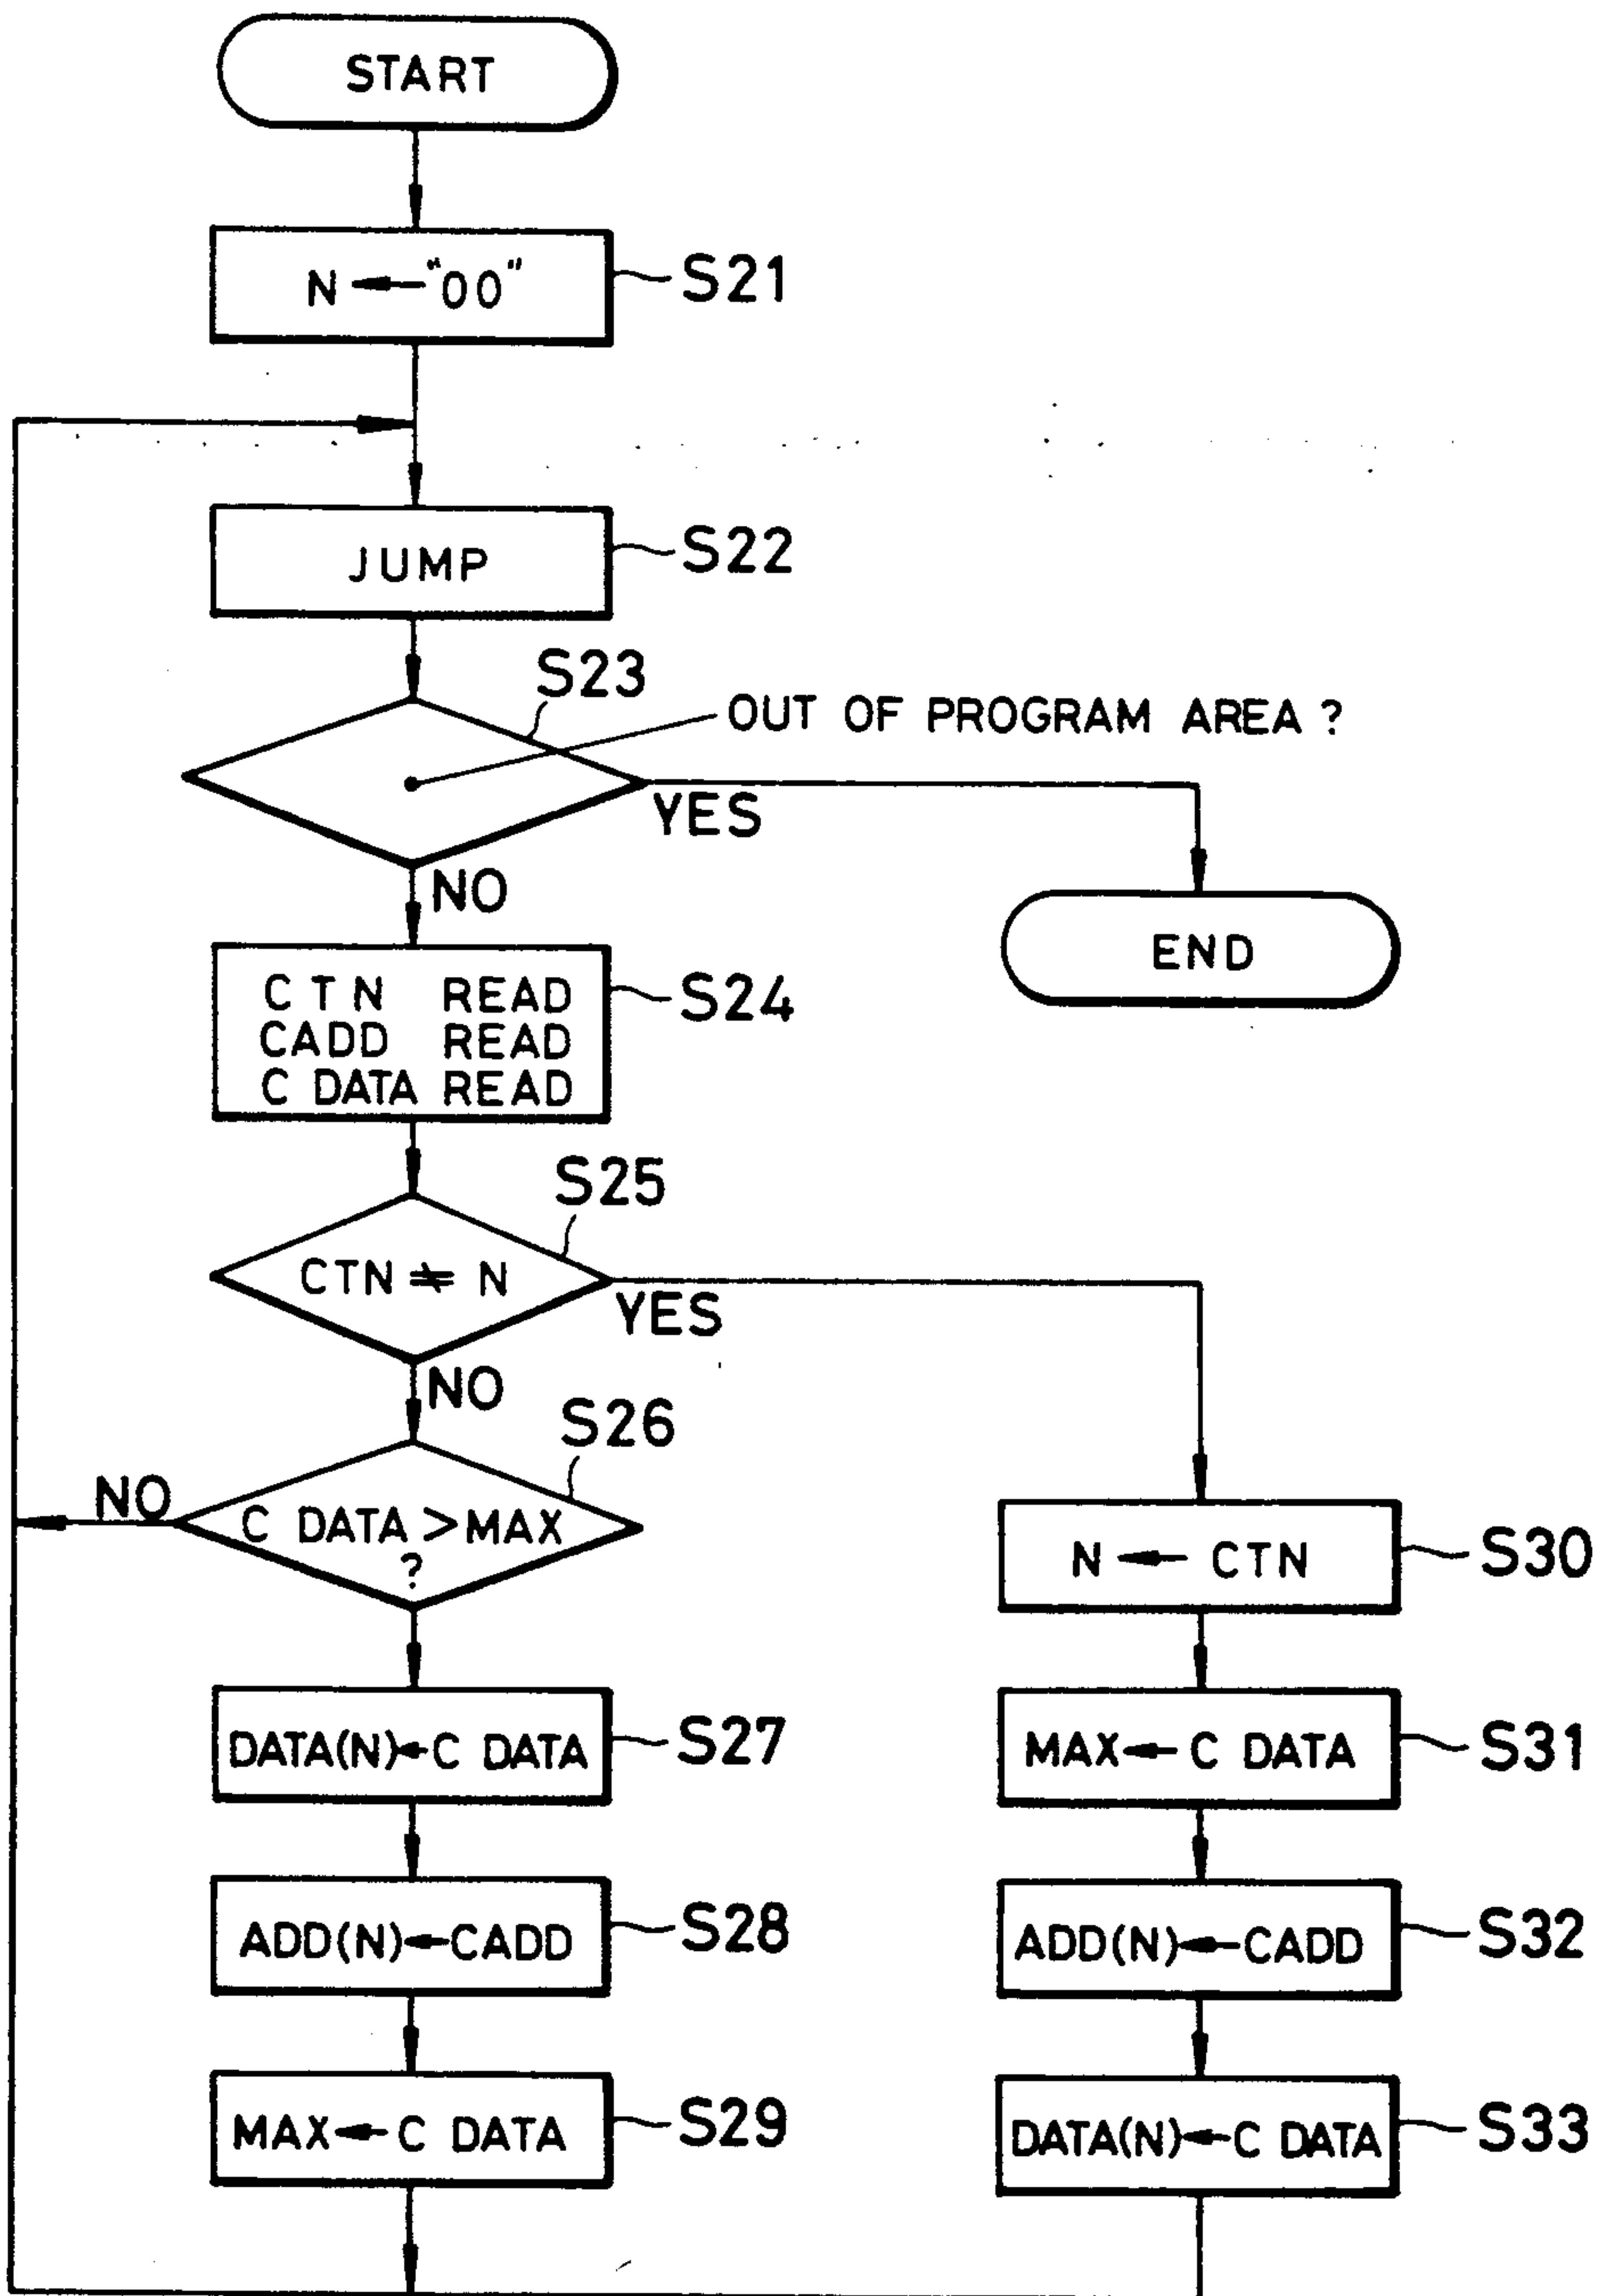 START
N ← "00"
S21
JUMP
S22
S23
OUT OF PROGRAM AREA ?
YES
NO
END
C T N READ
CADD READ
C DATA READ
S24
S25
CTN ≠ N
YES
NO
S26
NO
C DATA > MAX
?
N ← CTN
S30
DATA(N) ← C DATA
S27
MAX ← C DATA
S31
ADD(N) ← CADD
S28
ADD(N) ← CADD
S32
MAX ← C DATA
S29
DATA(N) ← C DATA
S33